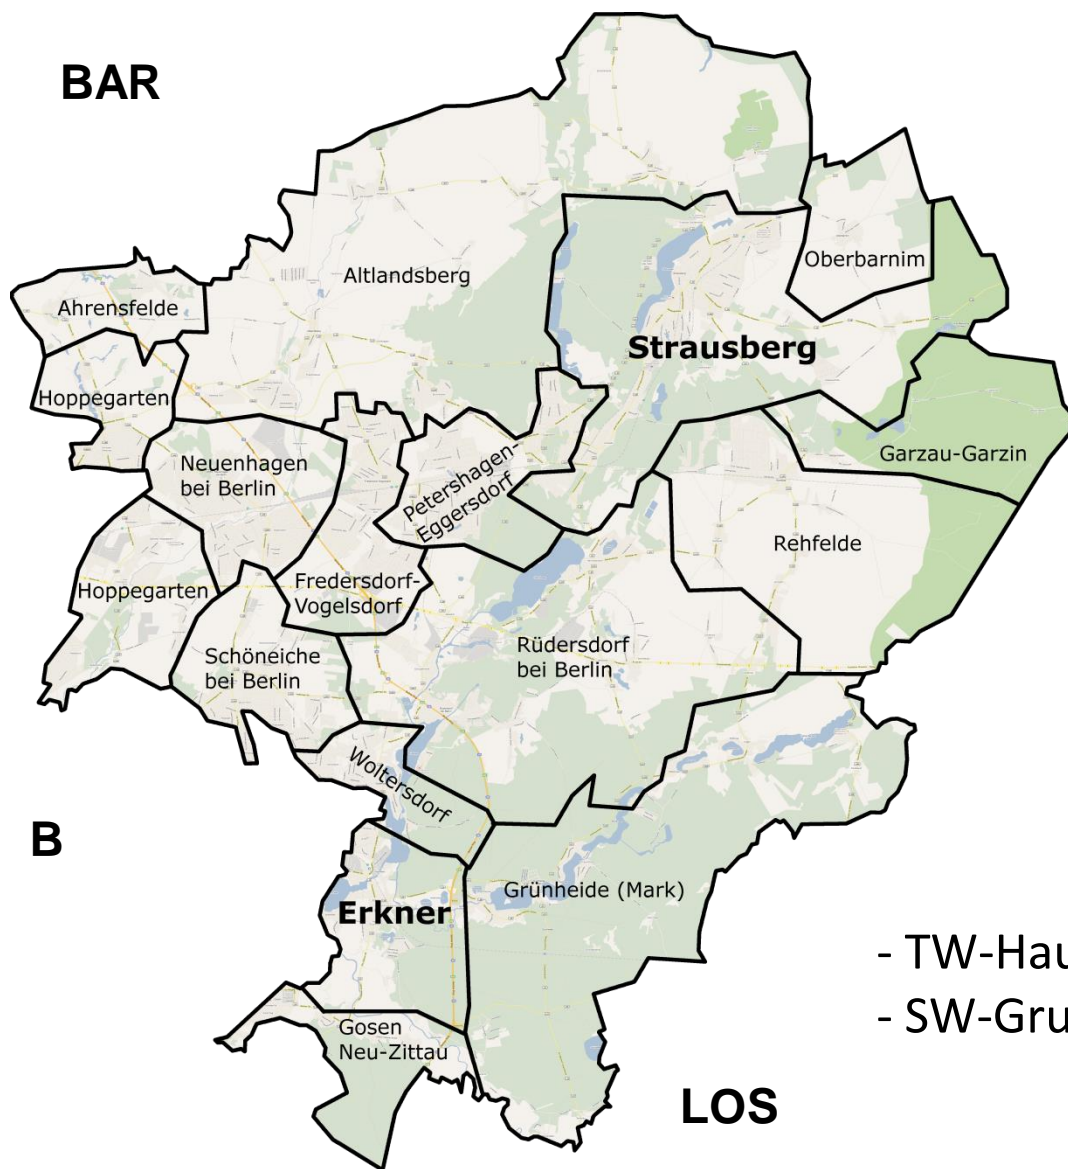 BAR
Oberbarnim
Altlandsberg
Ahrensfelde
Strausberg
Hoppegarten
Garzau-Garzin
Neuenhagen
bei Berlin
Petershagen-
Eggersdorf
Rehfelde
Hoppegarten
Fredersdorf-
Vogelsdorf
Rüdersdorf
bei Berlin
Schöneiche
bei Berlin
Woltersdorf
B
Grünheide (Mark)
Erkner
- TW-Hau
- SW-Gru
Gosen
Neu-Zittau
LOS